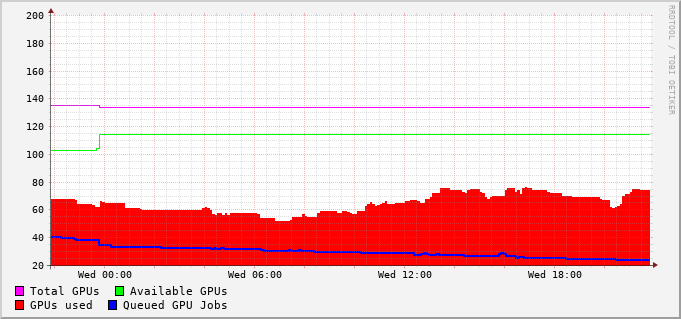 200
180
160
140
120
100
80
60
40
20
Wed 00:00 Wed 06:00 Wed 12:00 Wed 18:00
Total GPUs Available GPUs
GPUs used Queued GPU Jobs
RRDTOOL / TOBI OETIKER